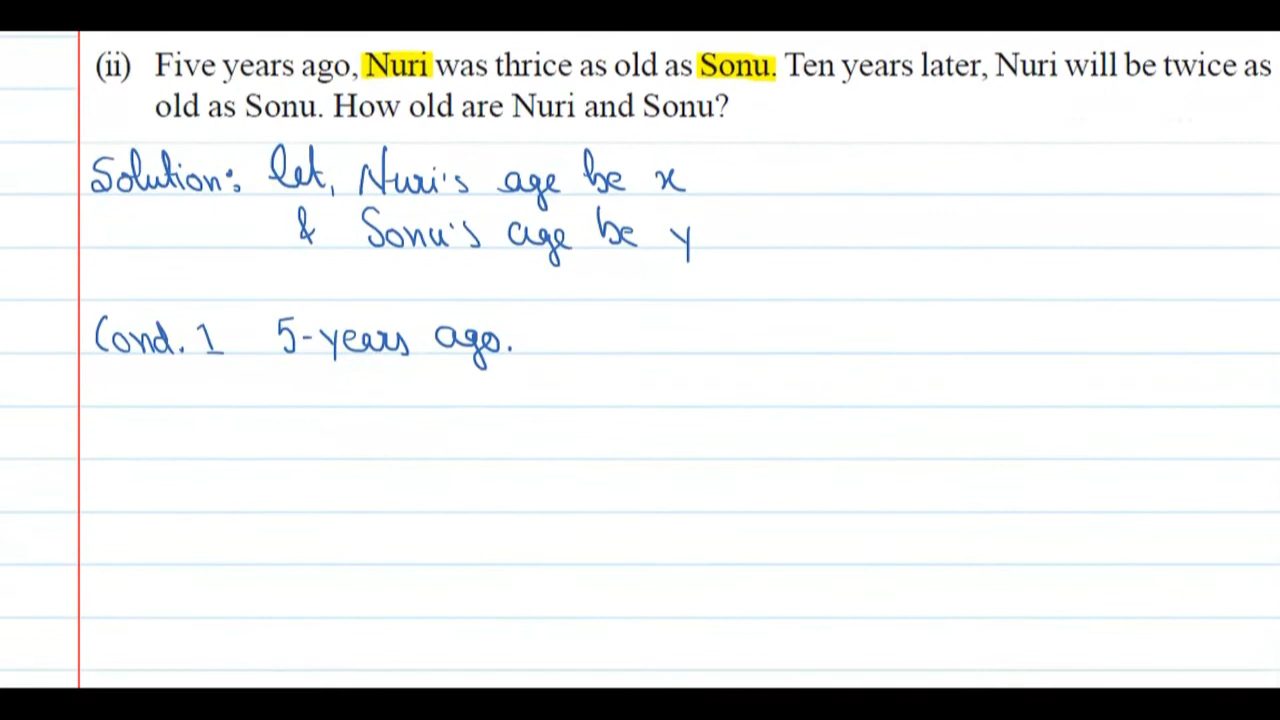 (ii) Five years ago, Nuri was thrice as old as Sonu. Ten years later, Nuri will be twice as
old as Sonu. How old are Nuri and Sonu?
Solution: let, Nuri's age be x
& Sonu's age be y
Cond. 1 5-years ago.